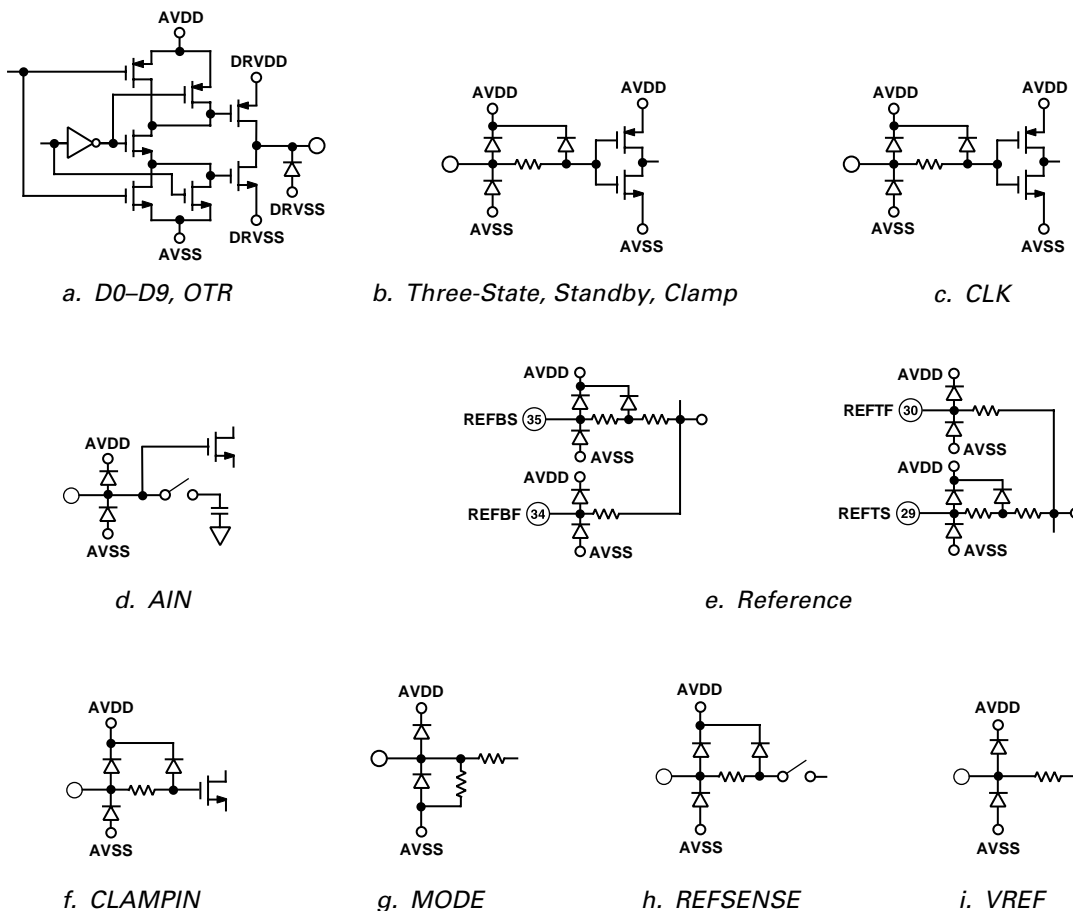 AVDD
DRVDD
DRVSS
DRVSS
AVSS
a. D0–D9, OTR
AVDD
AVDD
AVSS
AVSS
b. Three-State, Standby, Clamp
AVDD
AVDD
AVSS
AVSS
c. CLK
AVDD
AVSS
d. AIN
AVDD
REFBS 35
AVSS
AVDD
REFBF 34
AVSS
AVDD
REFTF 30
AVSS
AVDD
REFTS 29
AVSS
e. Reference
AVDD
AVSS
f. CLAMPIN
AVDD
AVSS
g. MODE
AVDD
AVSS
h. REFSENSE
AVDD
AVSS
i. VREF